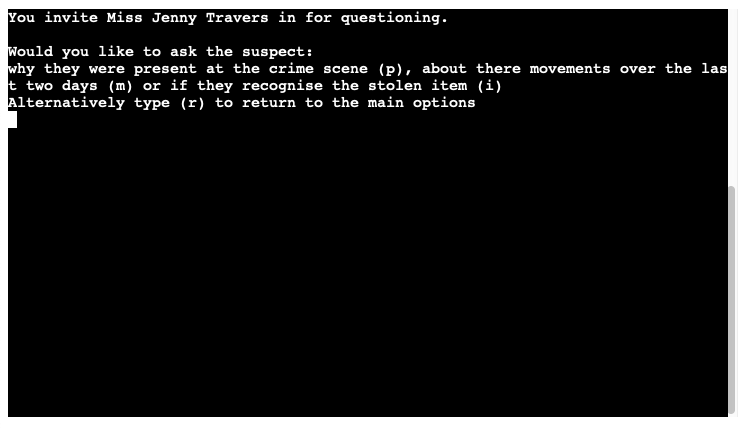 You invite Miss Jenny Travers in for questioning.
Would you like to ask the suspect:
why they were present at the crime scene (p), about there movements over the las
t two days (m) or if they recognise the stolen item (i)
Alternatively type (r) to return to the main options